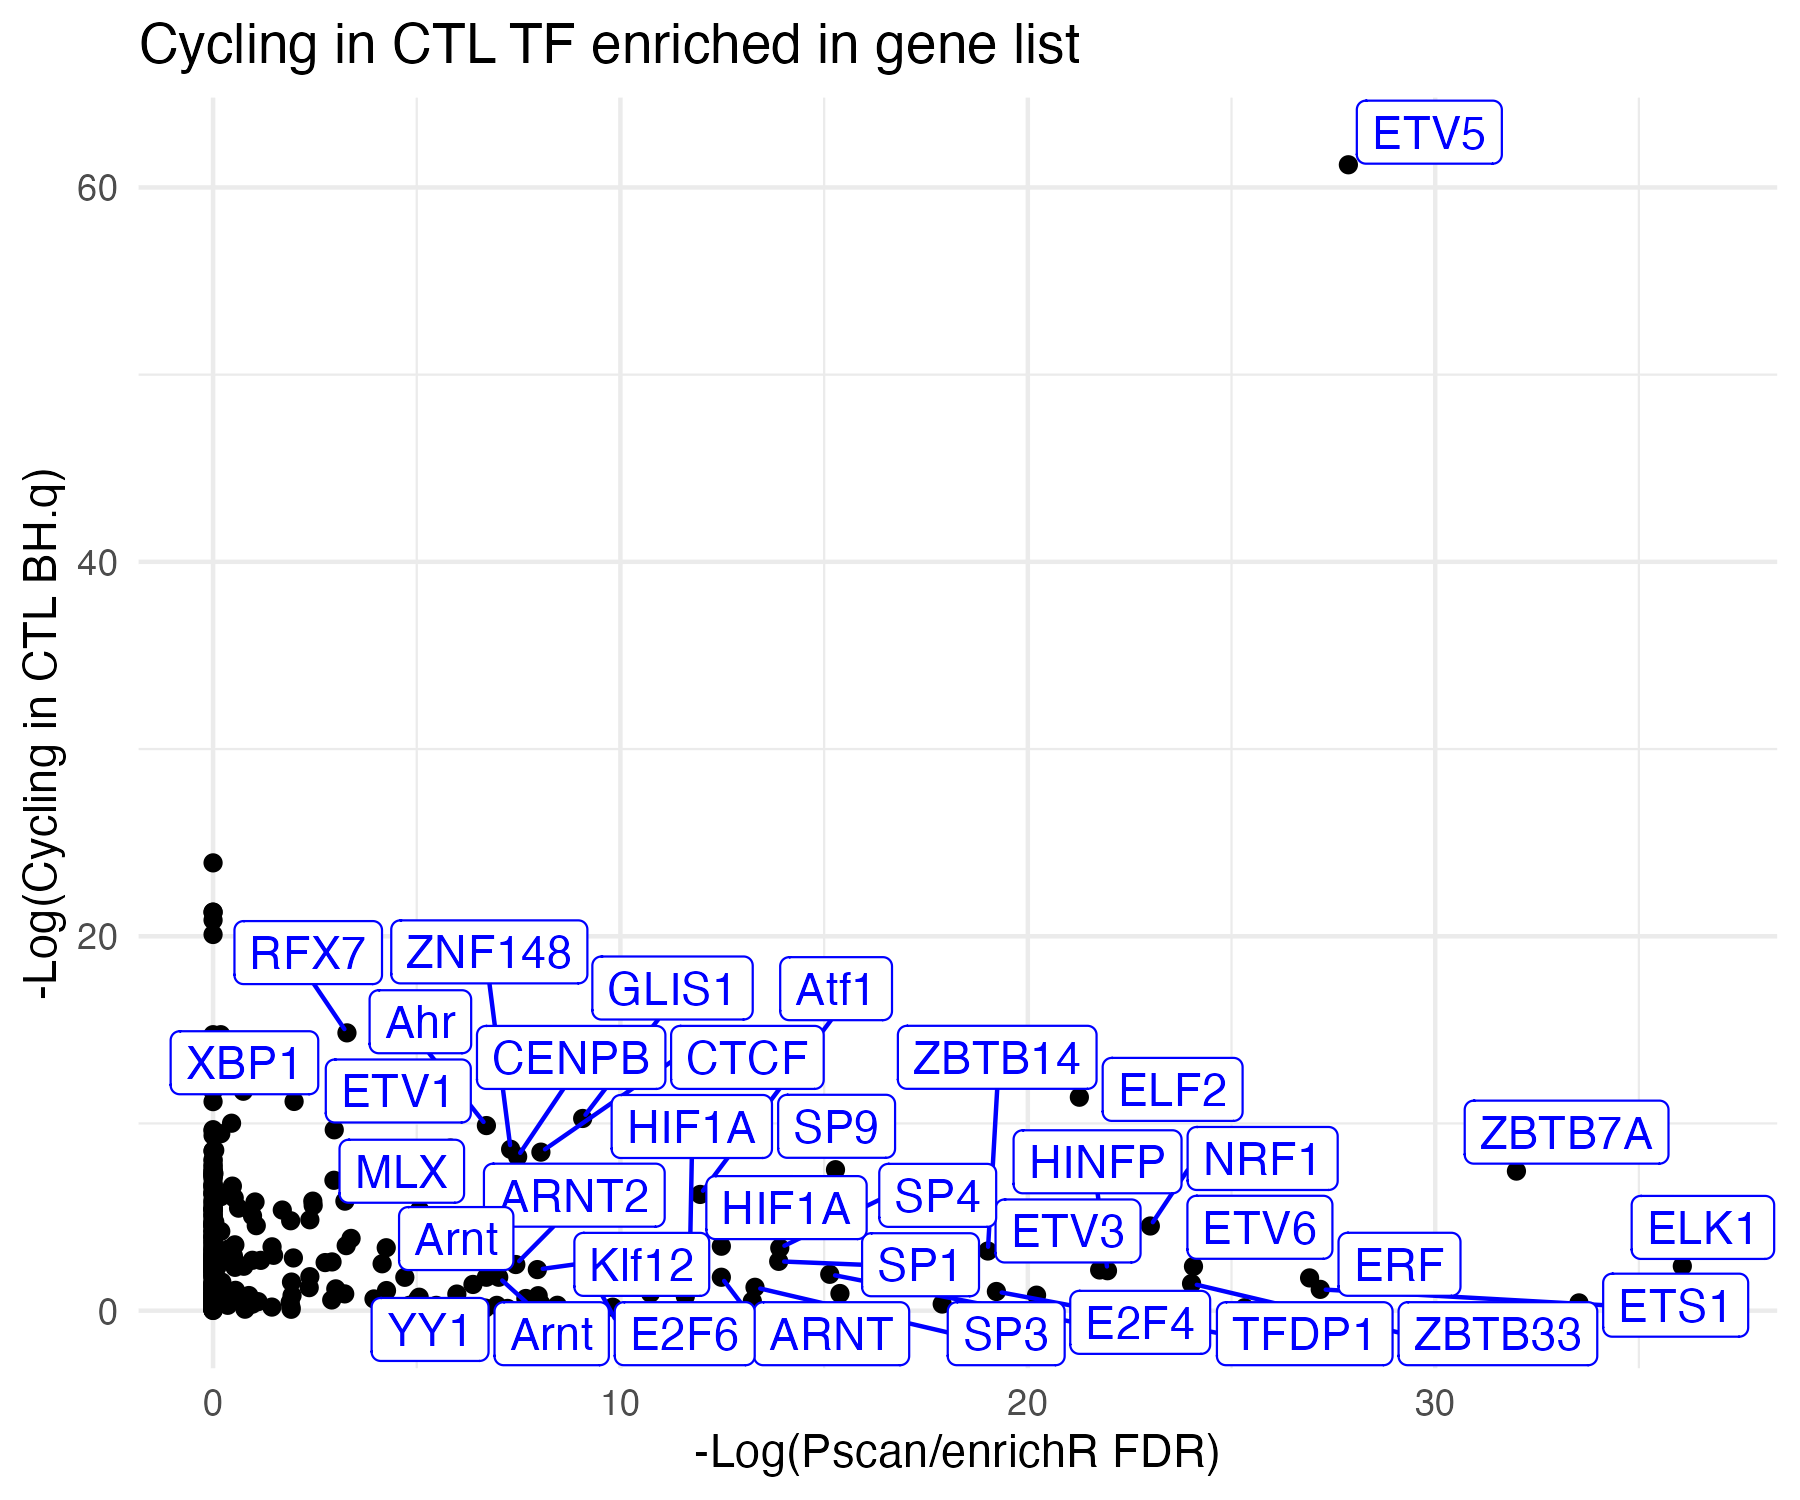 Cycling in CTL TF enriched in gene list
ETV5
60
40
-Log(Cycling in CTL BH.q)
20
RFX7
ZNF148
GLIS1
Atf1
Ahr
XBP1
CENPB
CTCF
ZBTB14
ETV1
ELF2
HIF1A
SP9
ZBTB7A
MLX
HINFP
NRF1
ARNT2
HIF1A
SP4
Arnt
ETV3
ETV6
ELK1
Klf12
SP1
ERF
ETS1
0
YY1
Arnt
E2F6
ARNT
SP3
E2F4
TFDP1
ZBTB33
0
10
20
30
-Log(Pscan/enrichR FDR)